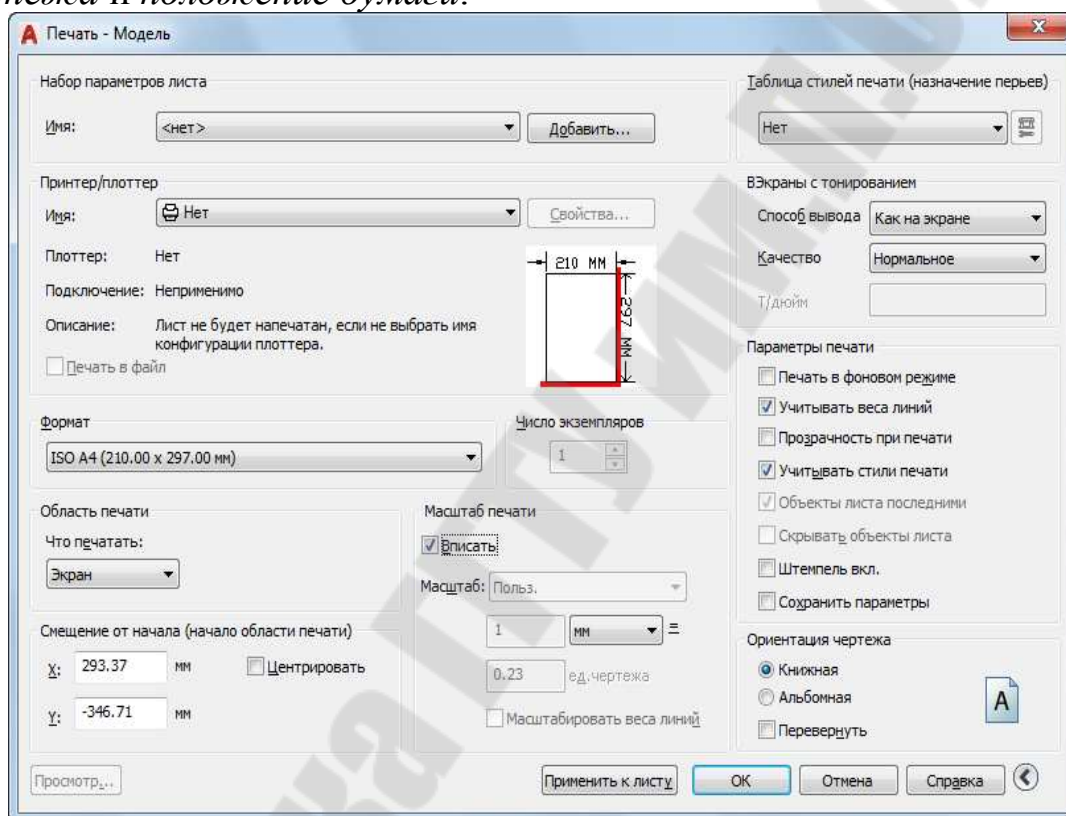 положение бумаги.
Печать - Модель
Набор параметров листа
Имя:
<нет>
Добавить...
Таблица стилей печати (назначение перьев)
Нет
Принтер/плоттер
Имя:
Нет
Свойства...
Плоттер:
Нет
Подключение:
Неприменимо
Описание:
Лист не будет напечатан, если не выбрать имя
конфигурации плоттера.
Печать в файл
210 MM
297 MM
ВЭкраны с тонированием
Способ вывода
Как на экране
Качество
Нормальное
Т/дюйм
Формат
ISO A4 (210.00 x 297.00 мм)
Число экземпляров
1
Параметры печати
Печать в фоновом режиме
Учитывать веса линий
Прозрачность при печати
Учитывать стили печати
Объекты листа последними
Скрывать объекты листа
Штемпель вкл.
Сохранить параметры
Область печати
Что печатать:
Экран
Масштаб печати
Вписать
Масштаб:
Польз.
1
мм
=
0.23
ед.чертежа
Масштабировать веса линий
Смещение от начала (начало области печати)
X:
293.37
мм
Центрировать
Y:
-346.71
мм
Ориентация чертежа
Книжная
Альбомная
Перевернуть
A
Просмотр...
Применить к листу
ОК
Отмена
Справка